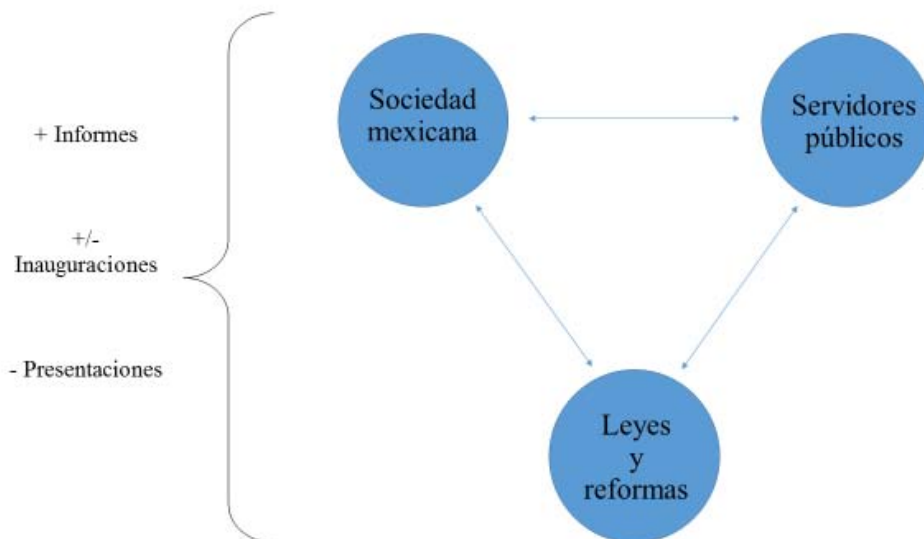 + Informes
+/-
Inauguraciones
- Presentaciones
Sociedad
mexicana
Servidores
públicos
Leyes
y
reformas